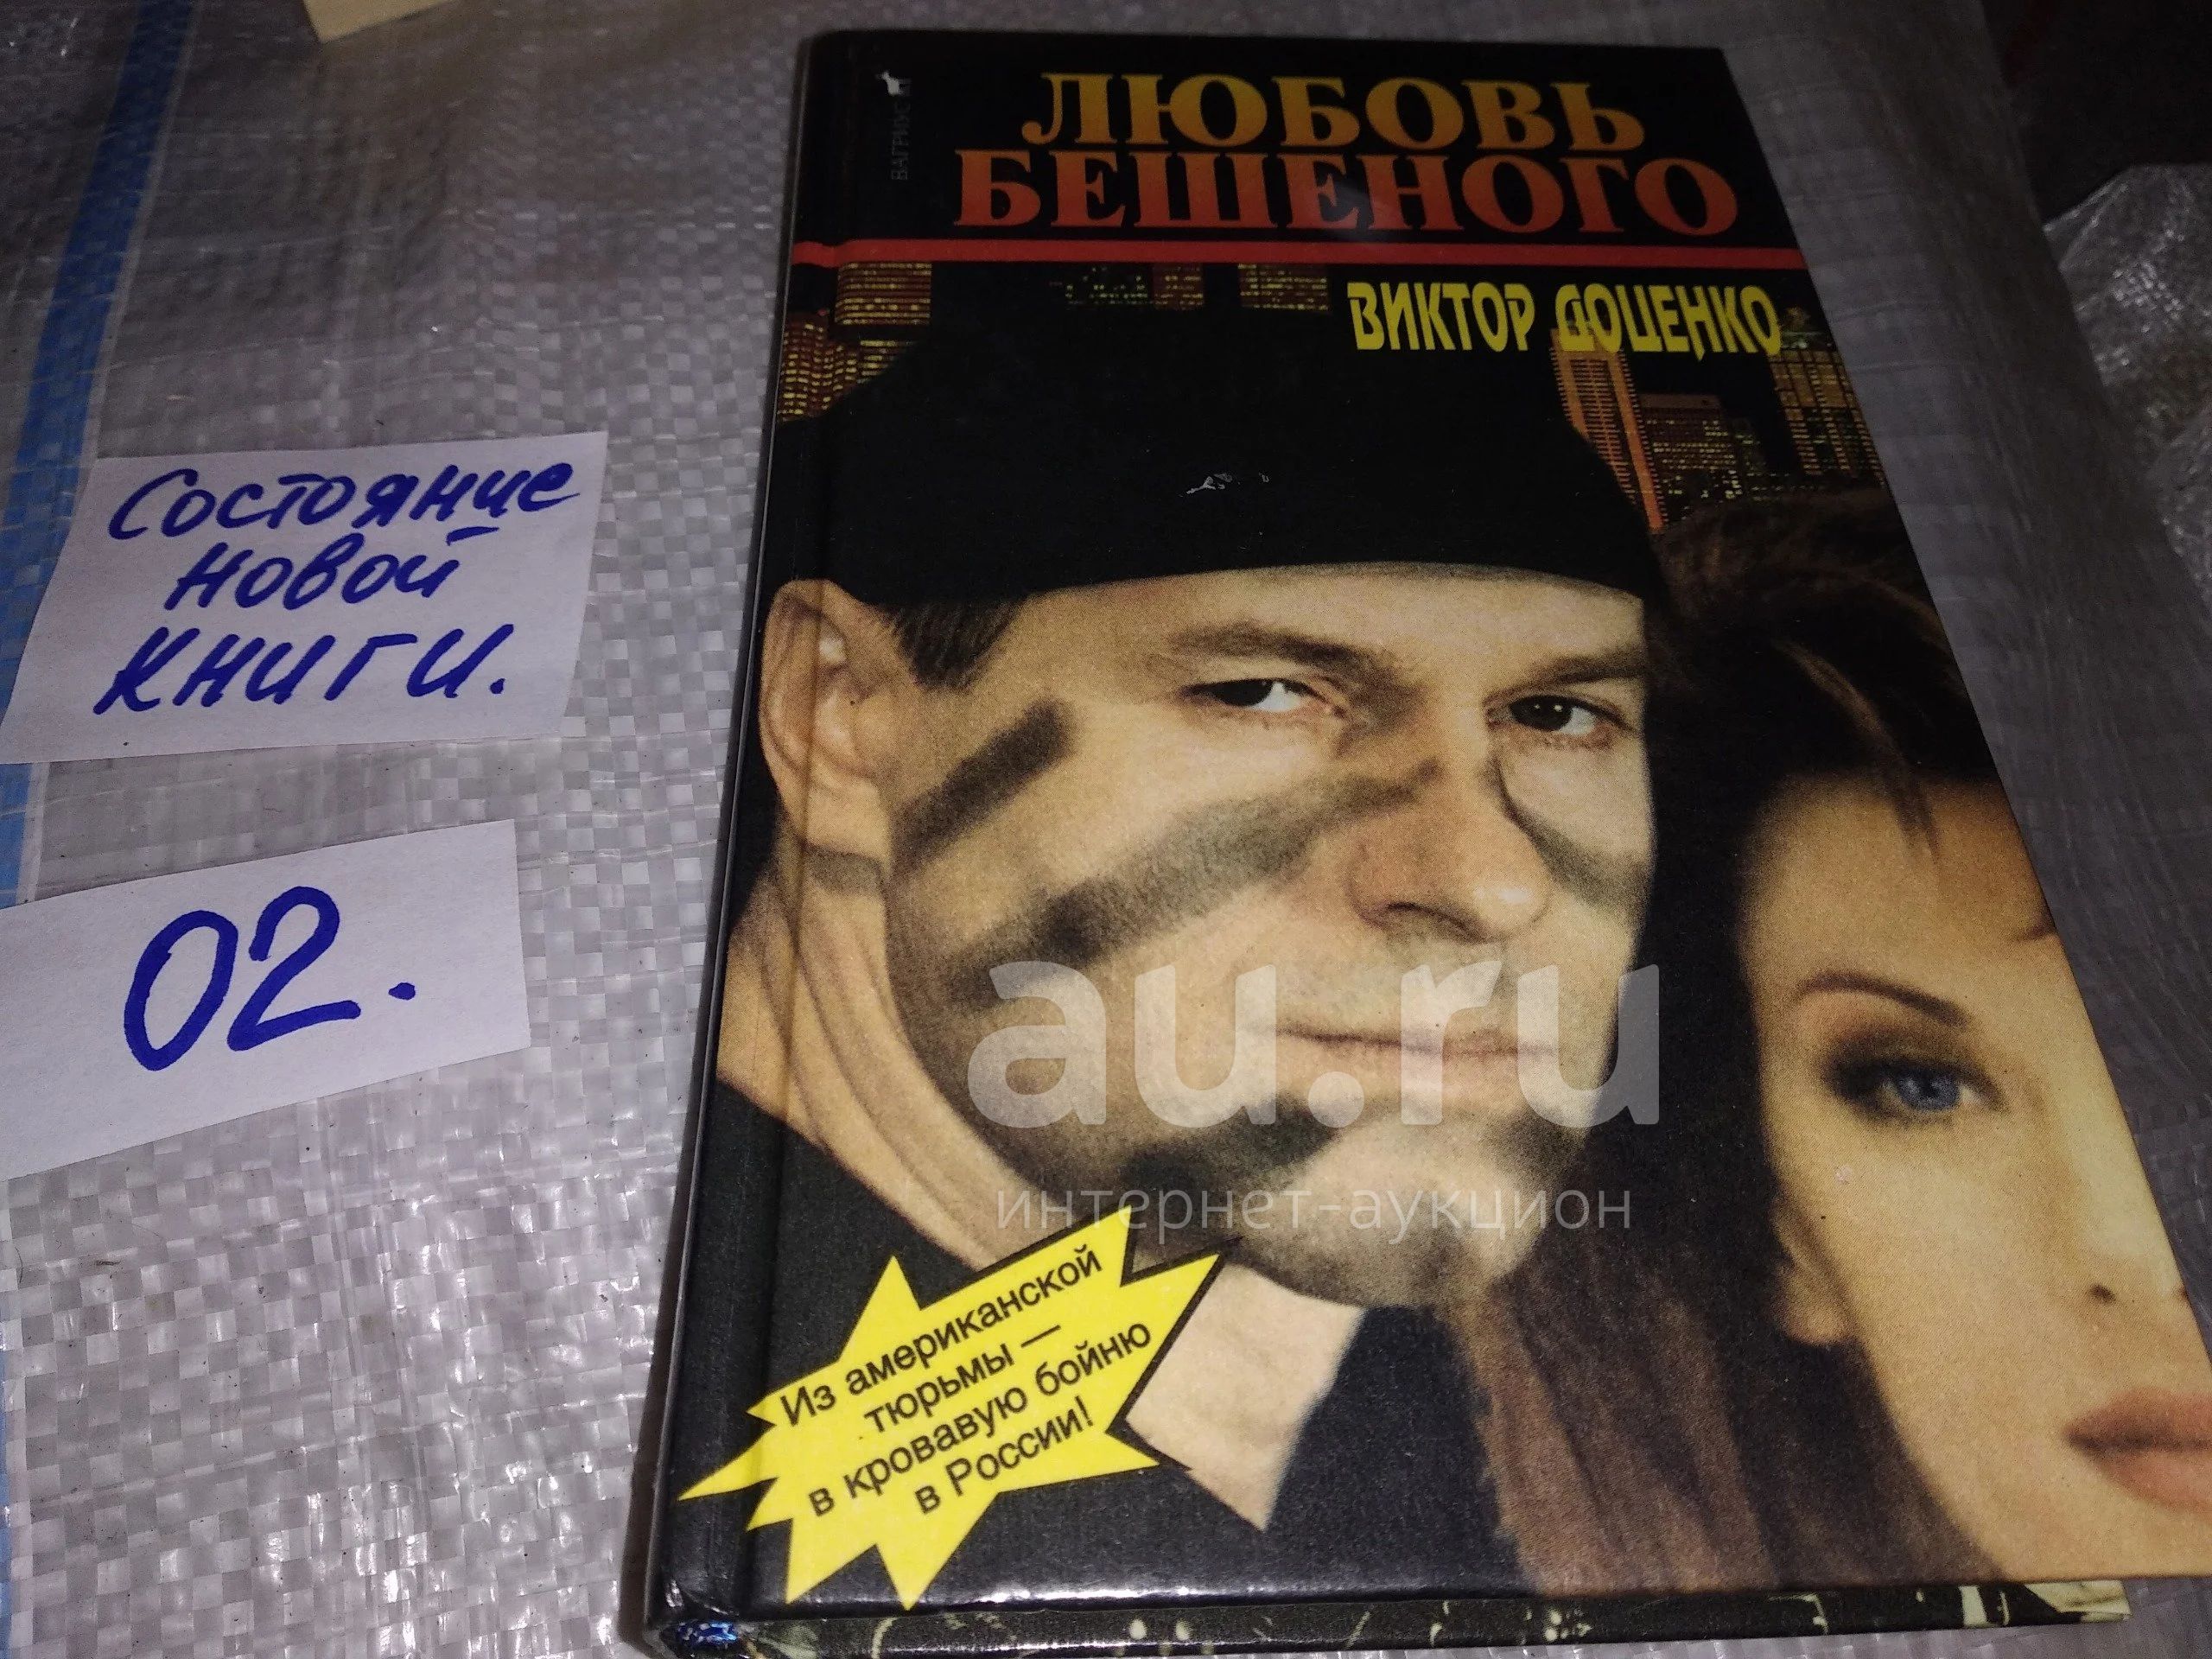 ВАГРИУС
ЛЮБОВЬ
БЕШЕНОГО
ВИКТОР ДОЦЕНКО
Состояние
новой
книги.
02.
au.ru
интернет-аукцион
Из американской
тюрьмы —
в кровавую бойню
в России!